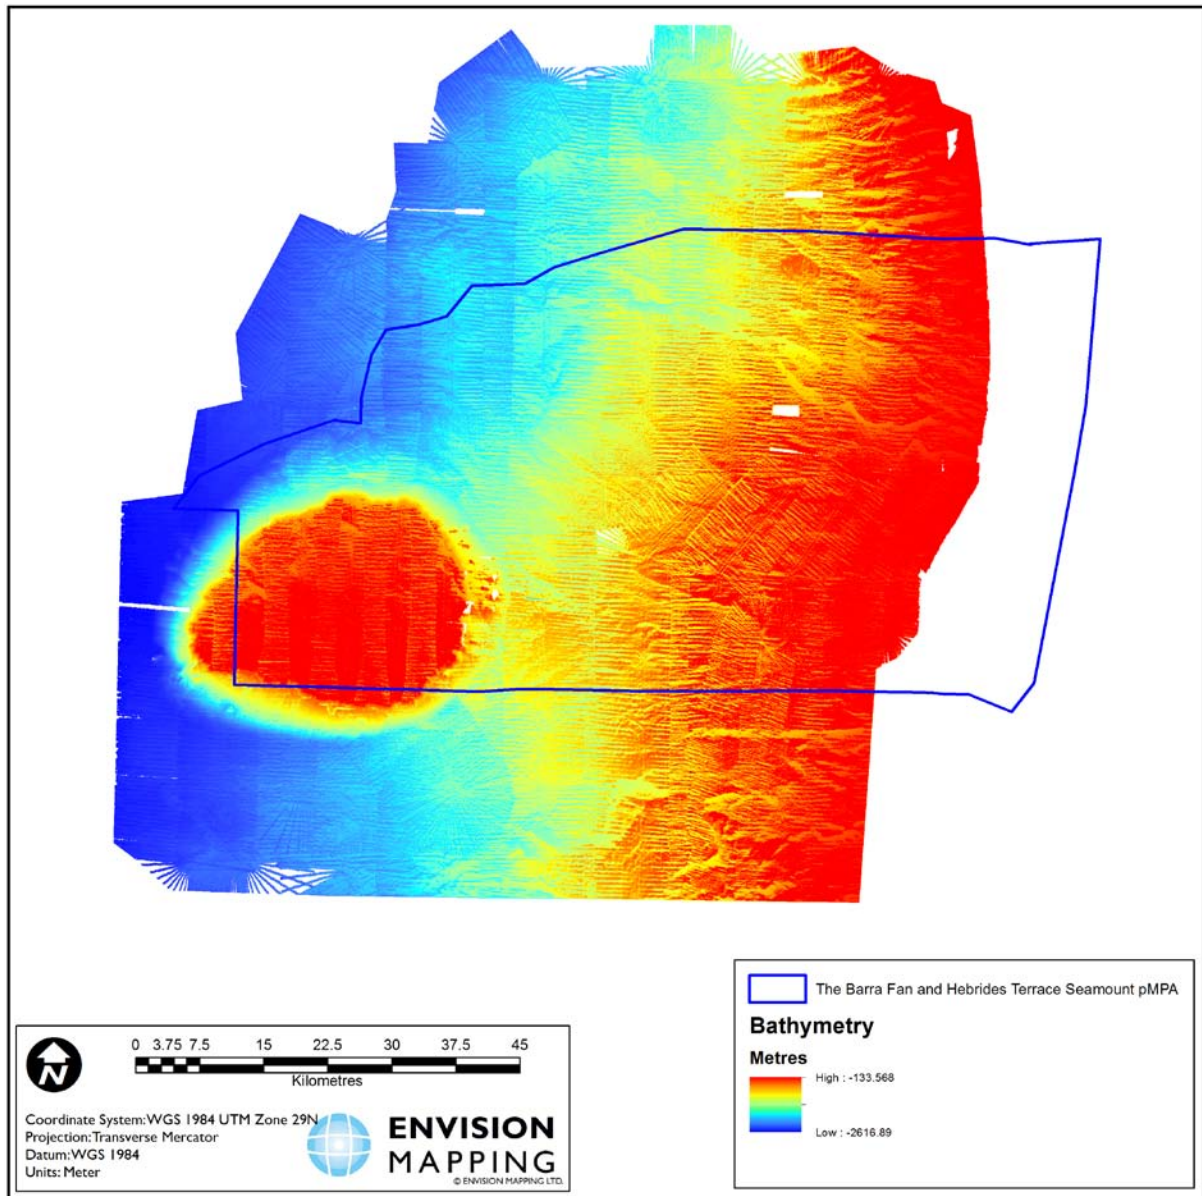 The Barra Fan and Hebrides Terrace Seamount pMPA
Bathymetry
Metres
High : -133.568
Low : -2616.89
0 3.75 7.5 15 22.5 30 37.5 45
Kilometres
N
Coordinate System:WGS 1984 UTM Zone 29N
Projection:Transverse Mercator
Datum:WGS 1984
Units: Meter
ENVISION
MAPPING
© ENVISION MAPPING LTD.